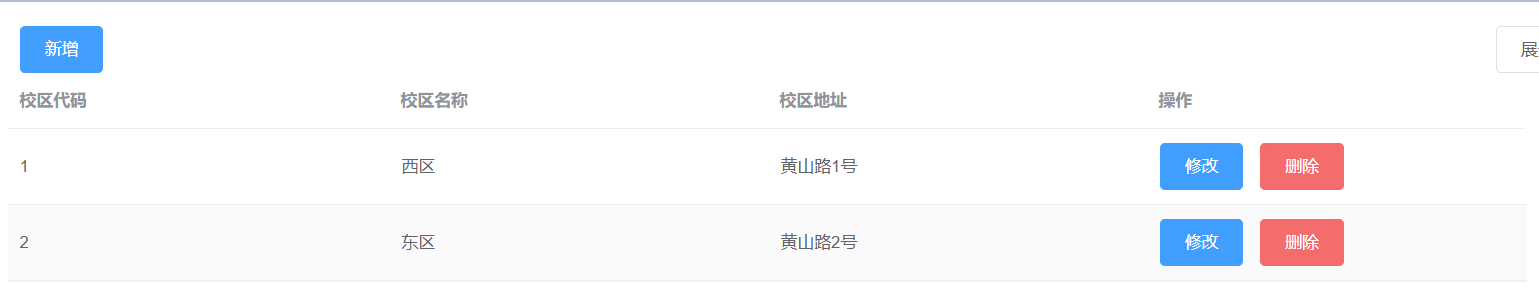 新增 展
校区代码 校区名称 校区地址 操作
1 西区 黄山路1号 修改 删除
2 东区 黄山路2号 修改 删除